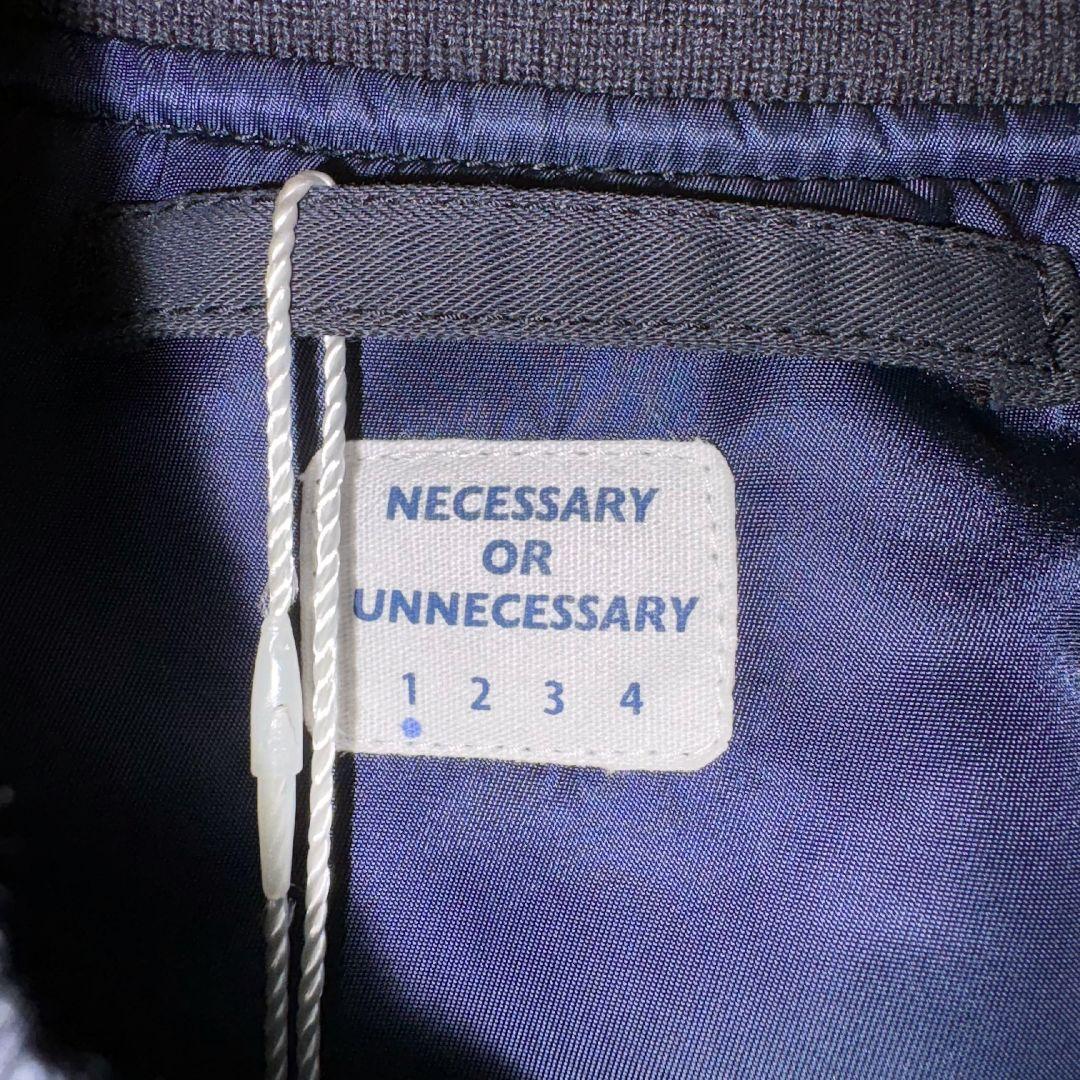 NECESSARY
OR
UNNECESSARY
1 2 3 4